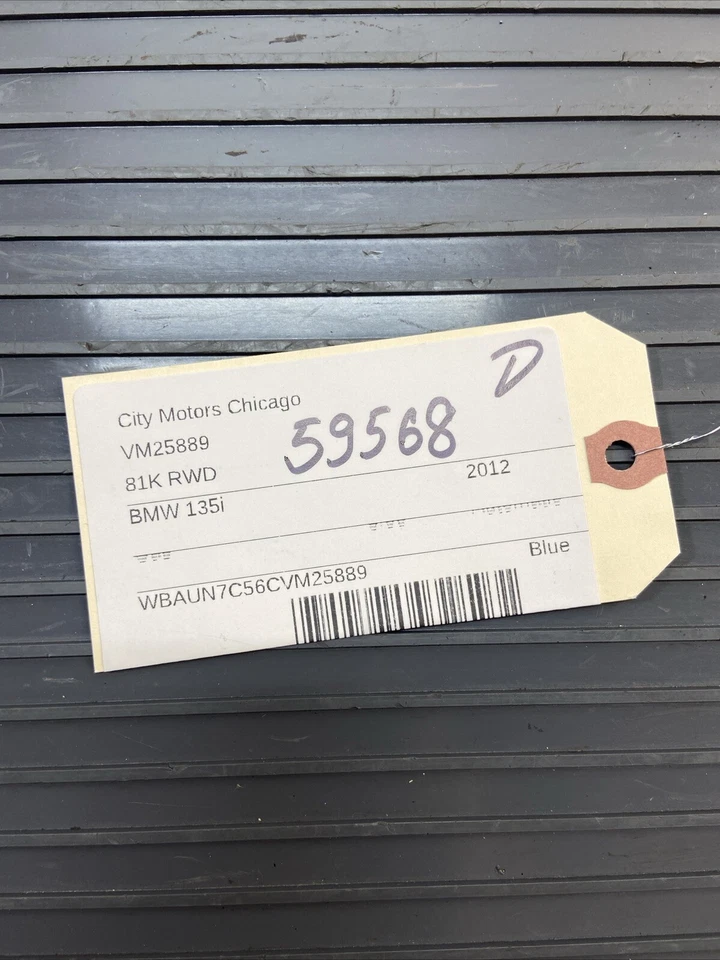 D
City Motors Chicago
VM25889
59568
81K RWD
2012
BMW 135i
Blue
WBAUN7C56CVM25889